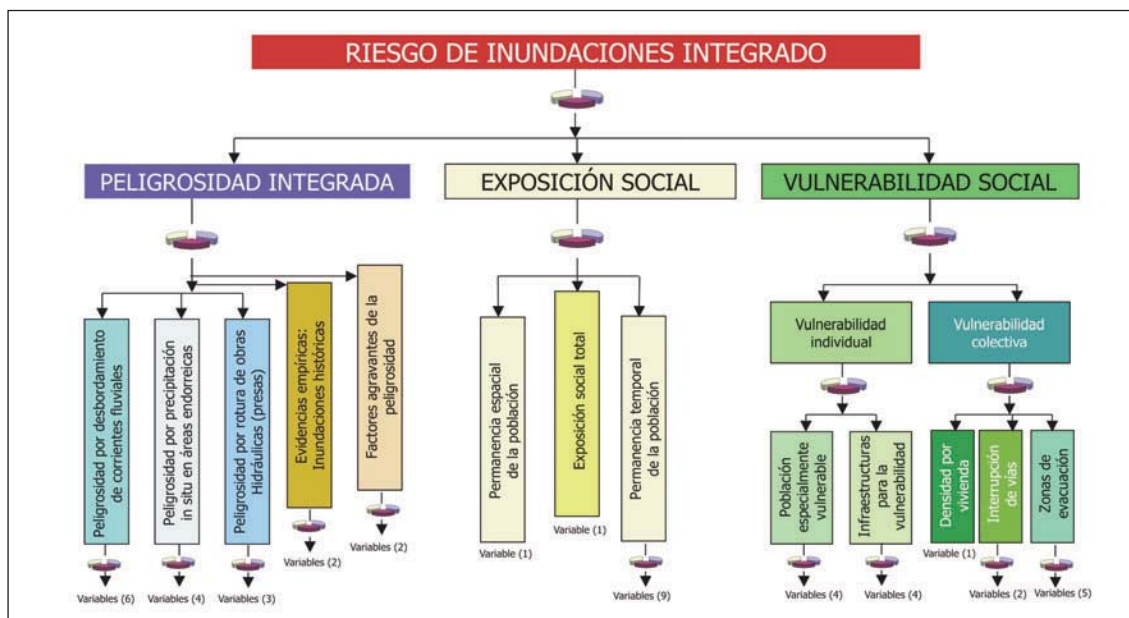 RIESGO DE INUNDACIONES INTEGRADO
PELIGROSIDAD INTEGRADA
EXPOSICIÓN SOCIAL
VULNERABILIDAD SOCIAL
Peligrosidad por desbordamiento
de corrientes fluviales
Variables (6)
Peligrosidad por precipitación
in situ en áreas endorreicas
Variables (4)
Peligrosidad por rotura de obras
Hidráulicas (presas)
Variables (3)
Evidencias empíricas:
Inundaciones históricas
Variables (2)
Factores agravantes de la
peligrosidad
Variables (2)
Permanencia espacial
de la población
Variable (1)
Exposición social total
Variable (1)
Permanencia temporal
de la población
Variables (9)
Vulnerabilidad
individual
Vulnerabilidad
colectiva
Población
especialmente
vulnerable
Variables (4)
Infraestructuras
para la
vulnerabilidad
Variables (4)
Densidad por
vivienda
Variable (1)
Interrupción
de vías
Variables (2)
Zonas de
evacuación
Variables (5)